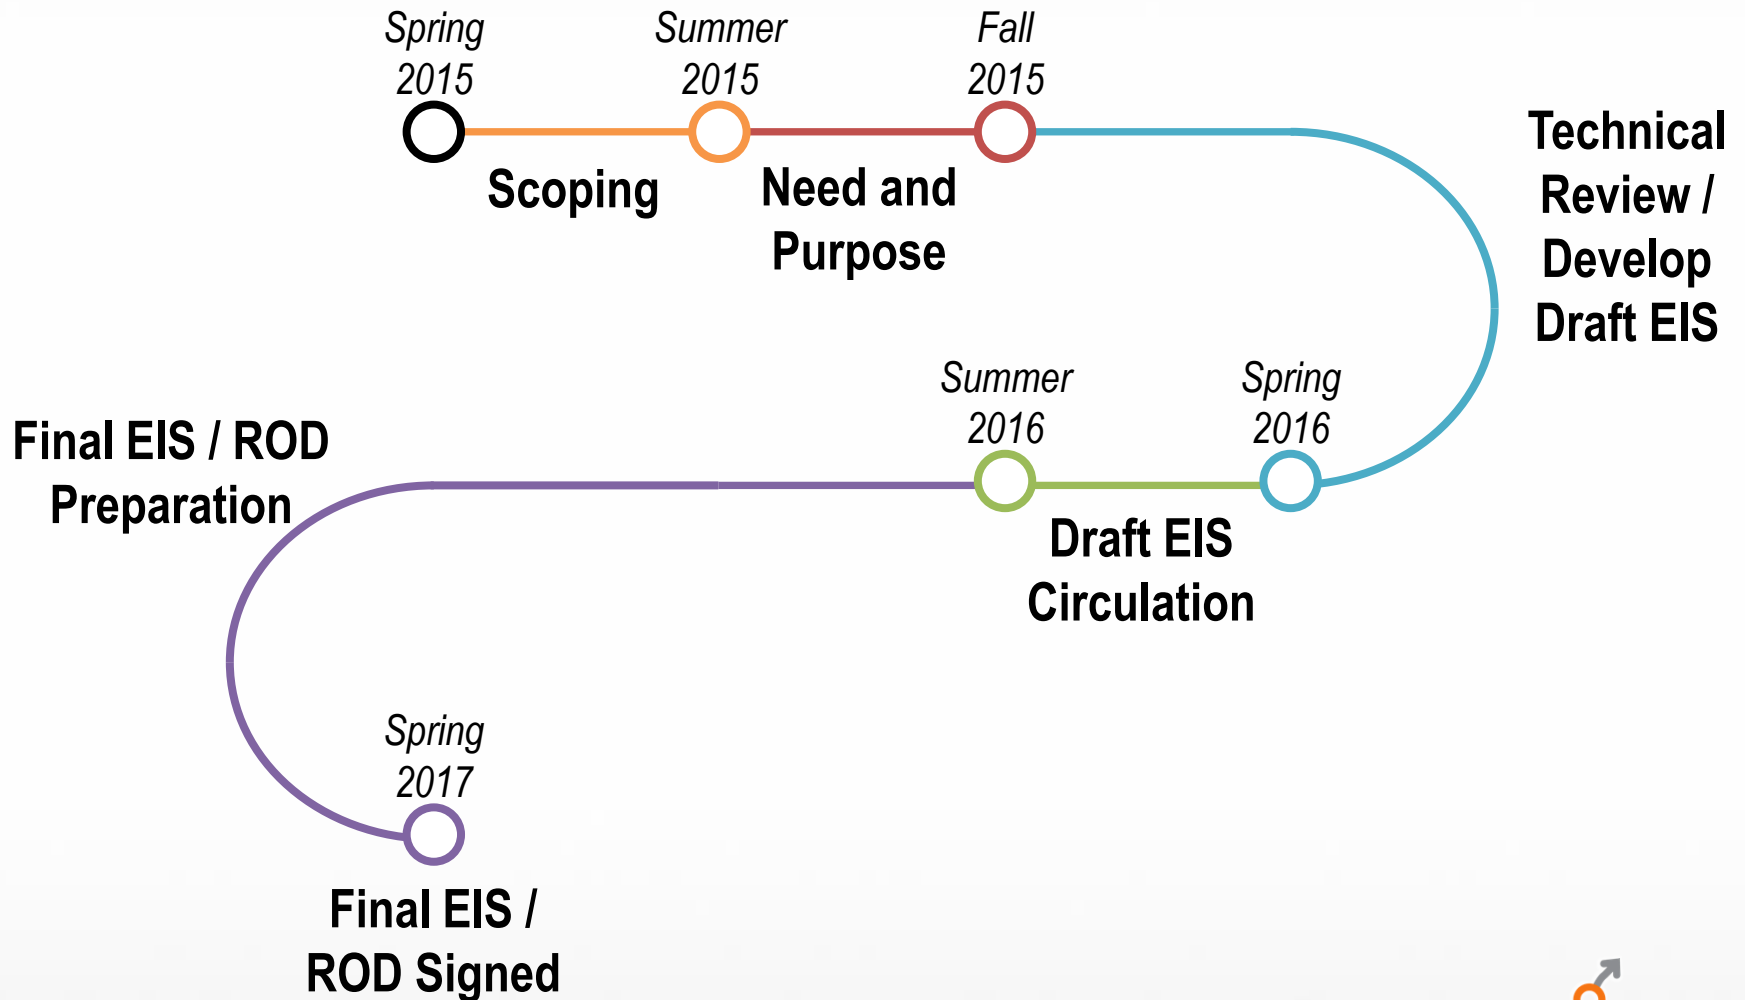 Spring
2015
Summer
2015
Fall
2015
Scoping
Need and
Purpose
Technical
Review /
Develop
Draft EIS
Spring
2016
Summer
2016
Draft EIS
Circulation
Final EIS / ROD
Preparation
Spring
2017
Final EIS /
ROD Signed